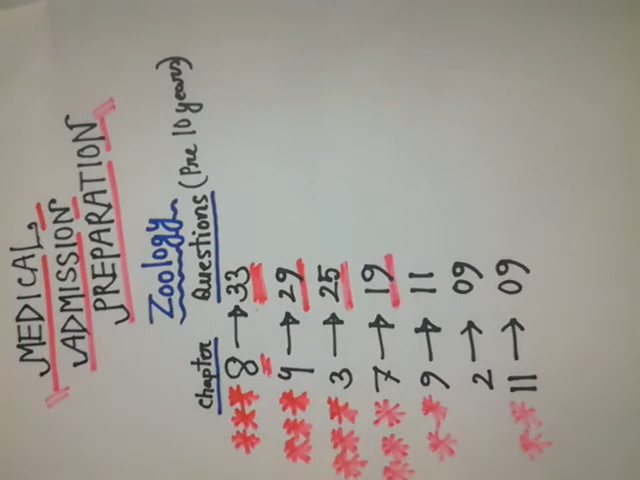 "MEDICAL
ADMISSION
PREPARATION"
Zoology
Chapter Questions (Pre 10 years)
*** 8 → 33
*** 4 → 29
*** 3 → 25
*** 7 → 19
** 9 → 11
2 → 09
** 11 → 09